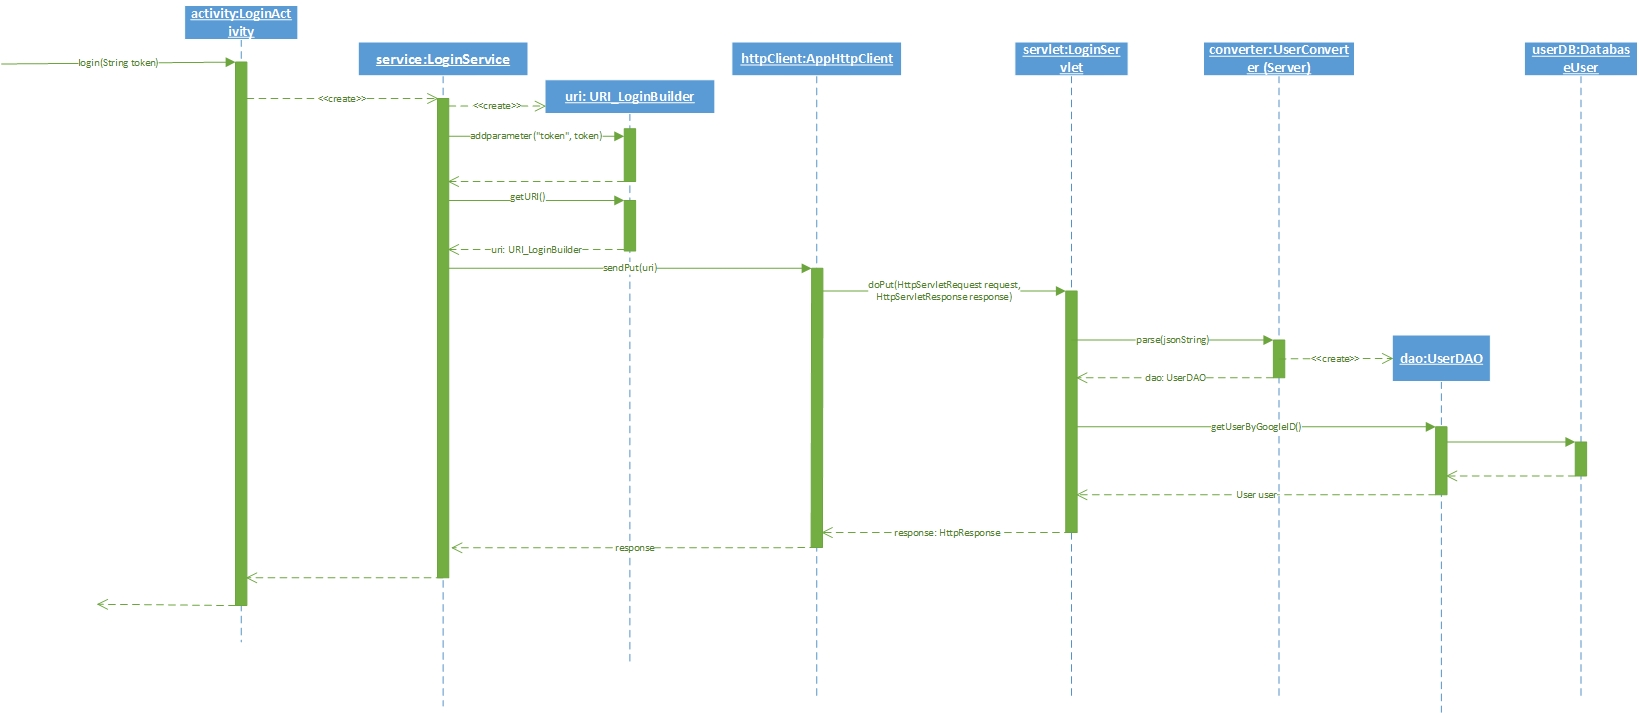 activity:LoginAct
ivity
service:LoginService
httpClient:AppHttpClient
servlet:LoginSer
vlet
converter:UserConvert
er (Server)
userDB:Databas
eUser
login(String token)
<<create>>
<<create>>
uri: URI_LoginBuilder
addparameter("token", token)
getURI()
uri: URI_LoginBuilder
sendPut(uri)
doPut(HttpServletRequest request,
HttpServletResponse response)
parse(jsonString)
<<create>>
dao:UserDAO
dao: UserDAO
getUserByGoogleID()
User user
response: HttpResponse
response